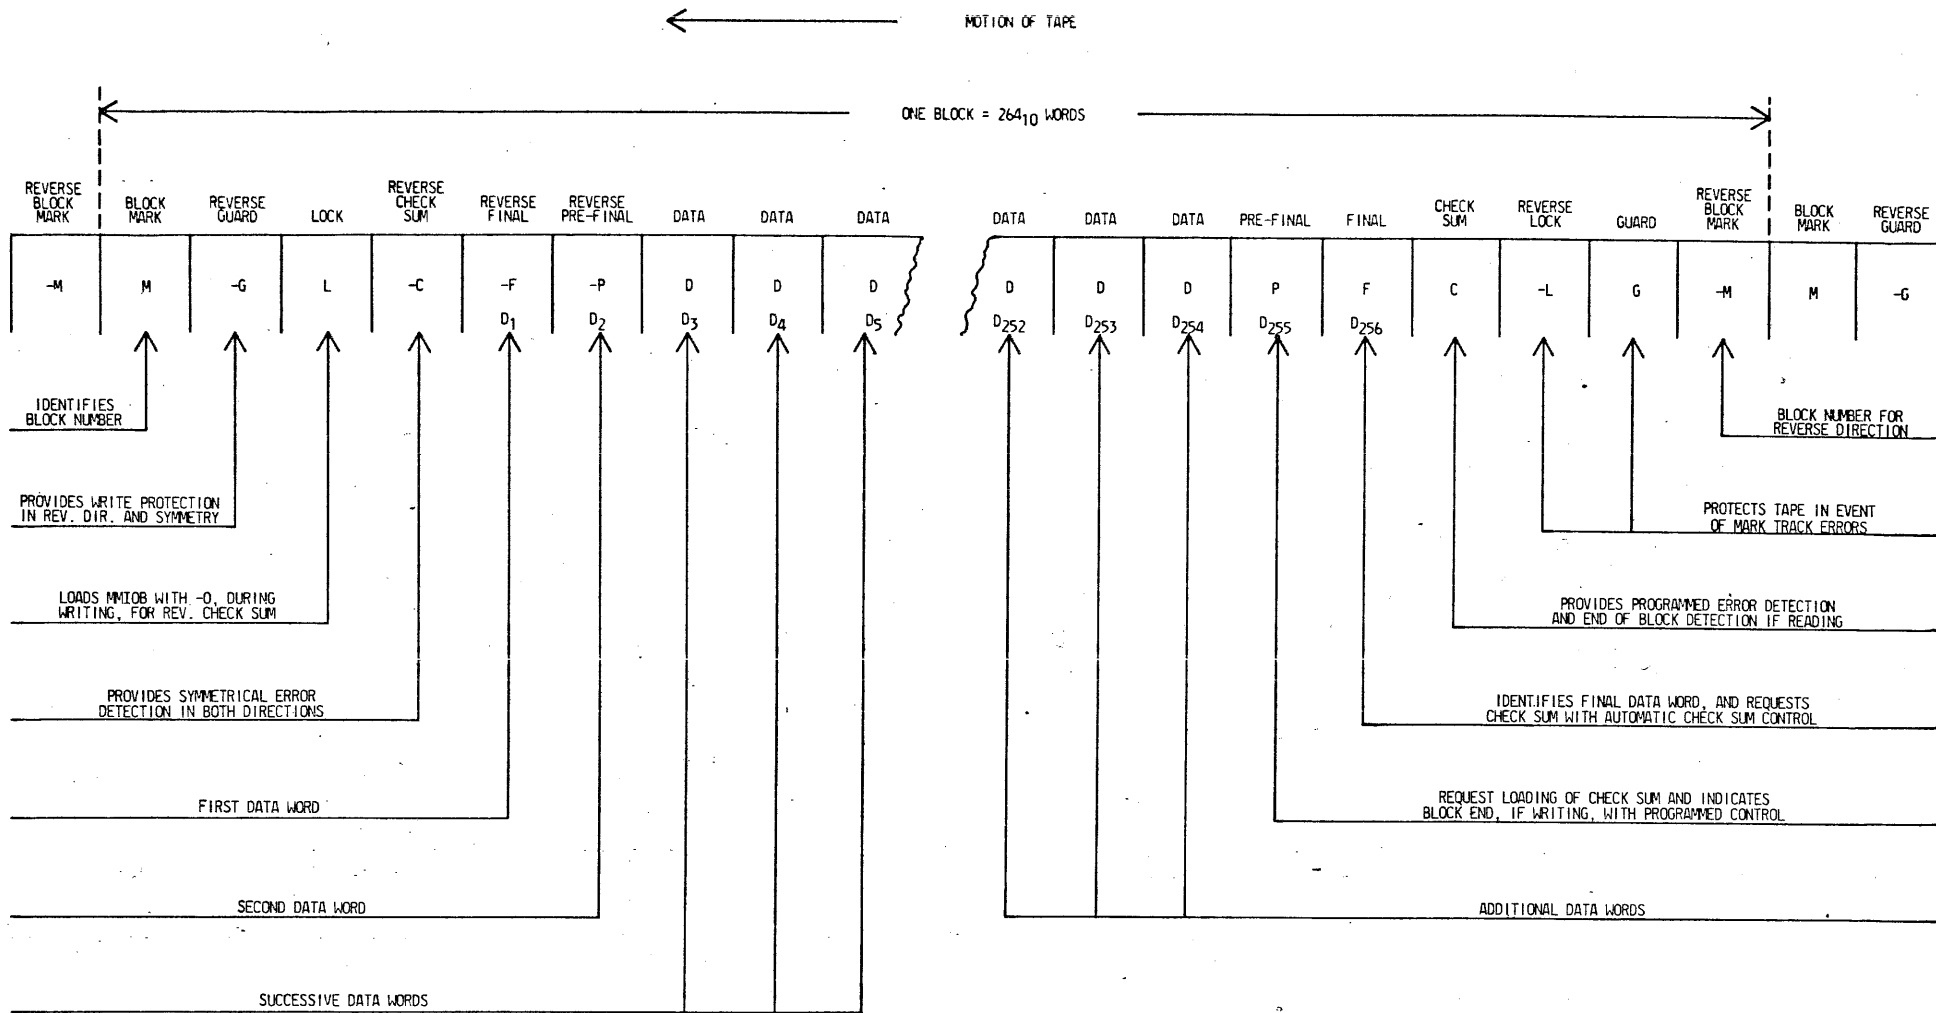 MOTION OF TAPE
ONE BLOCK = 264₁₀ WORDS
REVERSE
BLOCK
MARK
BLOCK
MARK
REVERSE
GUARD
LOCK
REVERSE
CHECK
SUM
REVERSE
FINAL
REVERSE
PRE-FINAL
DATA
DATA
DATA
DATA
DATA
DATA
PRE-FINAL
FINAL
CHECK
SUM
REVERSE
LOCK
GUARD
REVERSE
BLOCK
MARK
BLOCK
MARK
REVERSE
GUARD
-M M -G L -C -F -P D D D D D D P F C -L G -M M -G
D₁ D₂ D₃ D₄ D₅ D₂₅₂ D₂₅₃ D₂₅₄ D₂₅₅ D₂₅₆
IDENTIFIES
BLOCK NUMBER
BLOCK NUMBER FOR
REVERSE DIRECTION
PROVIDES WRITE PROTECTION
IN REV. DIR. AND SYMMETRY
PROTECTS TAPE IN EVENT
OF MARK TRACK ERRORS
LOADS MMIOB WITH -0, DURING
WRITING, FOR REV. CHECK SUM
PROVIDES PROGRAMMED ERROR DETECTION
AND END OF BLOCK DETECTION IF READING
PROVIDES SYMMETRICAL ERROR
DETECTION IN BOTH DIRECTIONS
IDENTIFIES FINAL DATA WORD, AND REQUESTS
CHECK SUM WITH AUTOMATIC CHECK SUM CONTROL
FIRST DATA WORD
REQUEST LOADING OF CHECK SUM AND INDICATES
BLOCK END, IF WRITING, WITH PROGRAMMED CONTROL
SECOND DATA WORD
ADDITIONAL DATA WORDS
SUCCESSIVE DATA WORDS